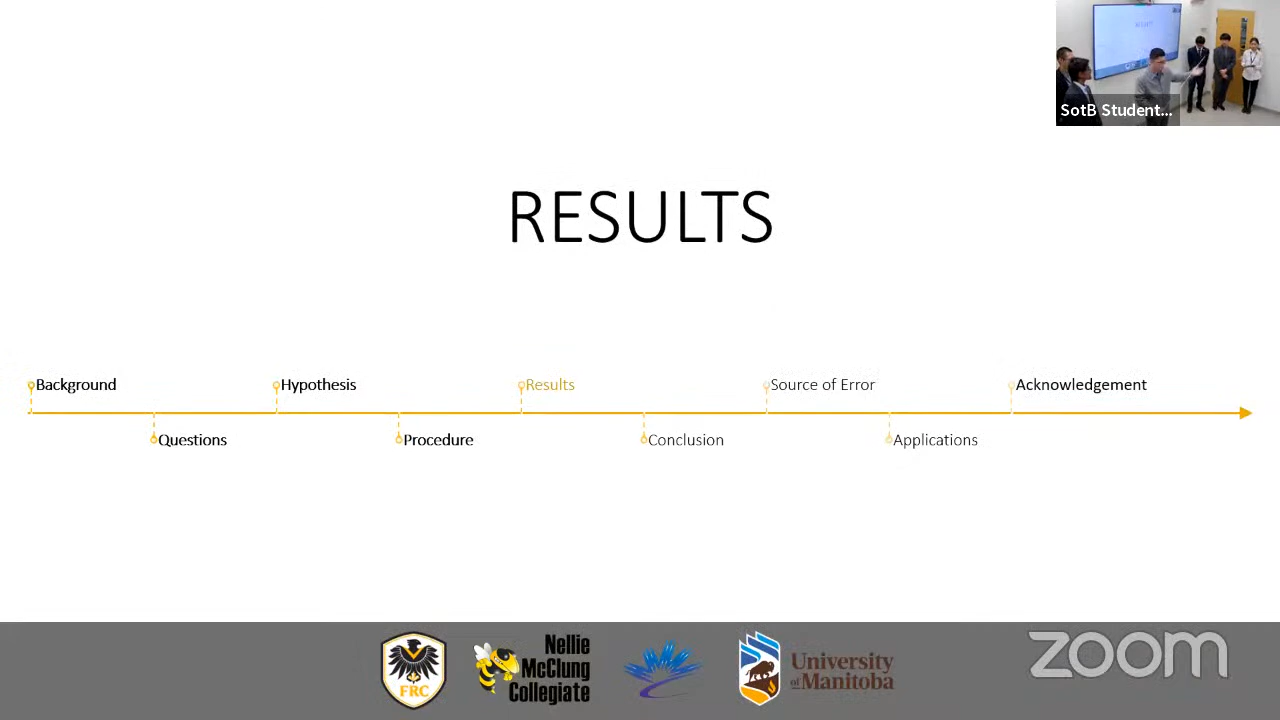 SotB Student...
RESULTS
Background
Hypothesis
Results
Source of Error
Acknowledgement
Questions
Procedure
Conclusion
Applications
FRC
Nellie
McClung
Collegiate
University
of Manitoba
zoom